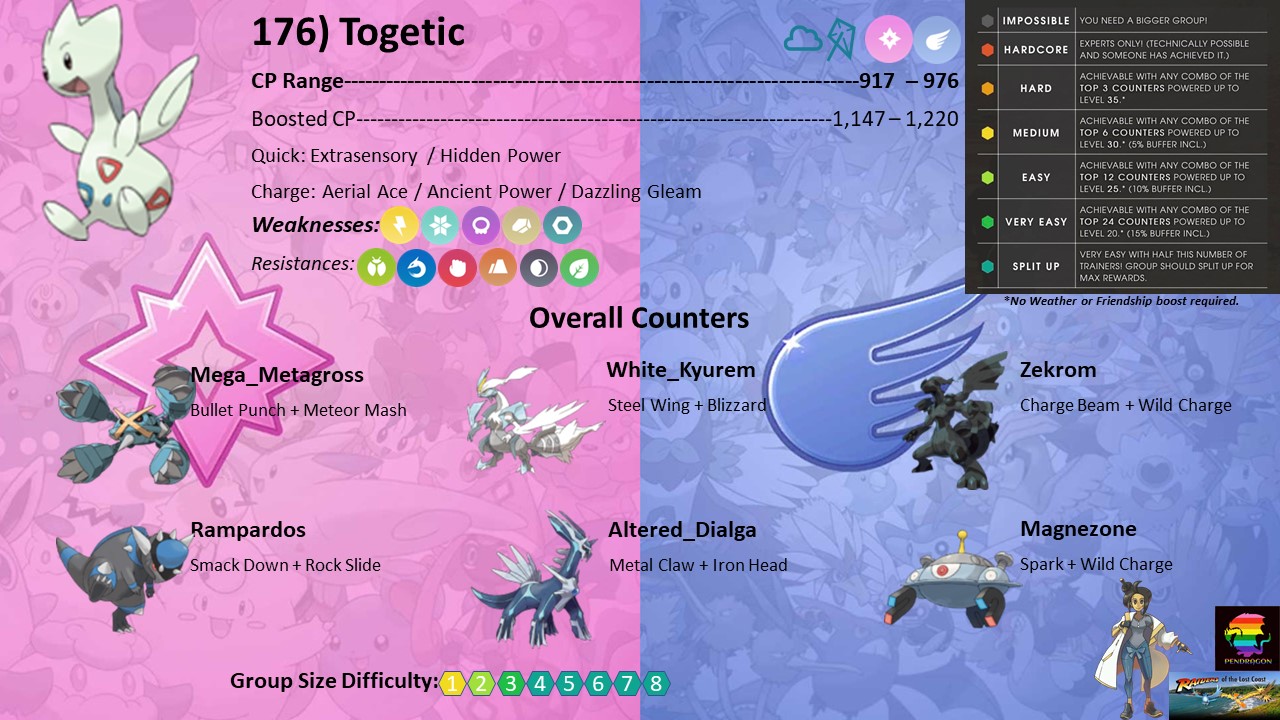 176) Togetic
CP Range--------------------------------------------------------------------------917 – 976
Boosted CP--------------------------------------------------------------------1,147 – 1,220
Quick: Extrasensory / Hidden Power
Charge: Aerial Ace / Ancient Power / Dazzling Gleam
Weaknesses:
Resistances:
IMPOSSIBLE YOU NEED A BIGGER GROUP!
HARDCORE EXPERTS ONLY! (TECHNICALLY POSSIBLE
AND SOMEONE HAS ACHIEVED IT.)
HARD ACHIEVABLE WITH ANY COMBO OF THE
TOP 3 COUNTERS POWERED UP TO
LEVEL 35.*
MEDIUM ACHIEVABLE WITH ANY COMBO OF THE
TOP 6 COUNTERS POWERED UP TO
LEVEL 30.* (5% BUFFER INCL.)
EASY ACHIEVABLE WITH ANY COMBO OF THE
TOP 12 COUNTERS POWERED UP TO
LEVEL 25.* (10% BUFFER INCL.)
VERY EASY ACHIEVABLE WITH ANY COMBO OF THE
TOP 24 COUNTERS POWERED UP TO
LEVEL 20.* (15% BUFFER INCL.)
SPLIT UP VERY EASY WITH HALF THIS NUMBER OF
TRAINERS! GROUP SHOULD SPLIT UP FOR
MAX REWARDS.
*No Weather or Friendship boost required.
Overall Counters
Mega_Metagross
Bullet Punch + Meteor Mash
White_Kyurem
Steel Wing + Blizzard
Zekrom
Charge Beam + Wild Charge
Rampardos
Smack Down + Rock Slide
Altered_Dialga
Metal Claw + Iron Head
Magnezone
Spark + Wild Charge
Group Size Difficulty: 1 2 3 4 5 6 7 8
PENDRAGON
RAIDERS of the Lost Coast